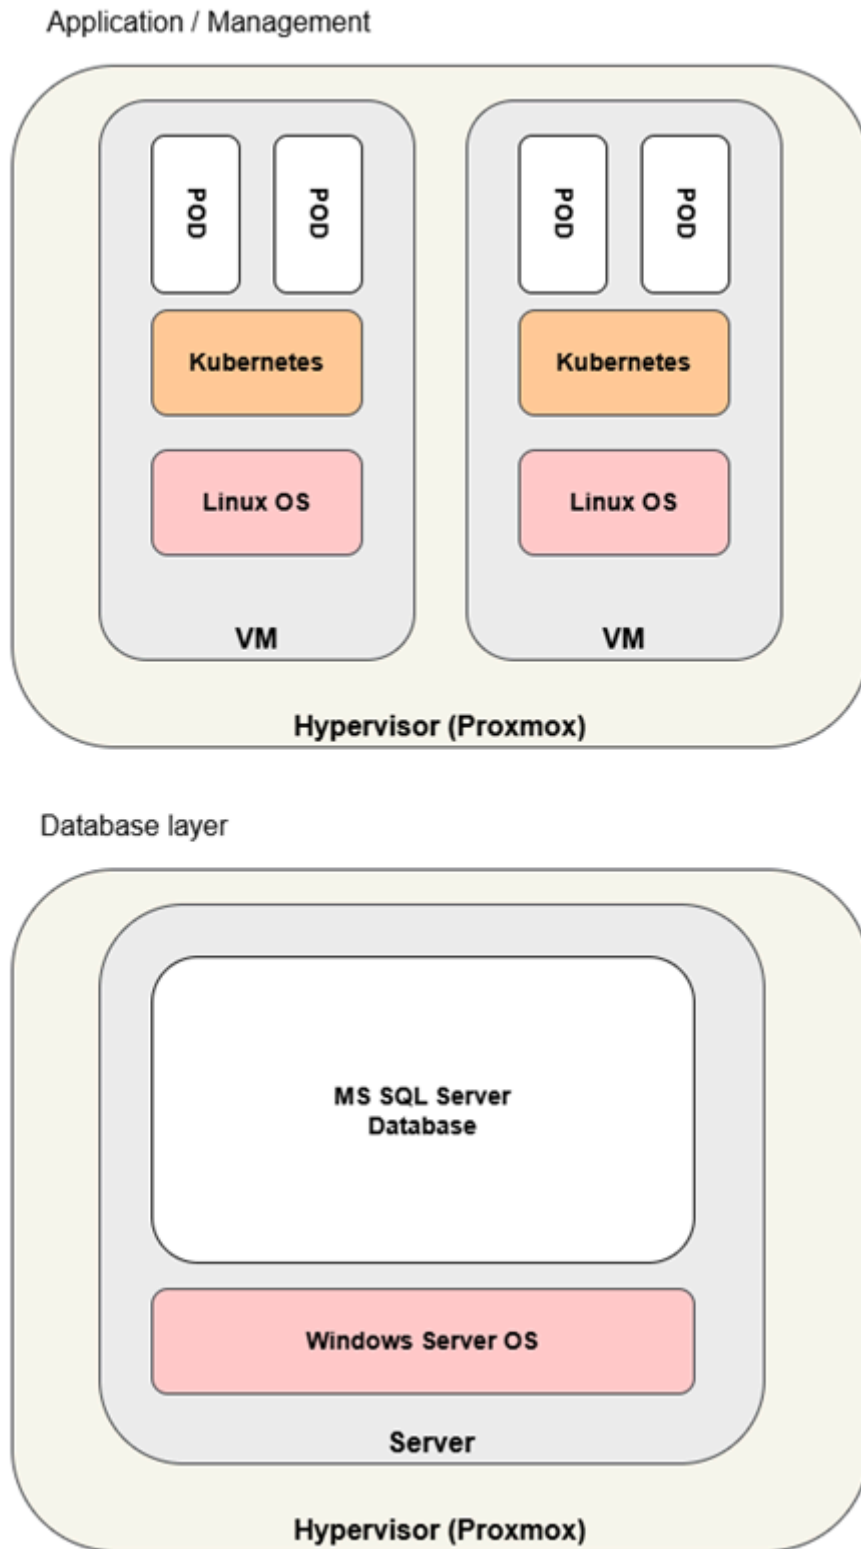 Application / Management
POD
POD
POD
POD
Kubernetes
Kubernetes
Linux OS
Linux OS
VM
VM
Hypervisor (Proxmox)
Database layer
MS SQL Server
Database
Windows Server OS
Server
Hypervisor (Proxmox)